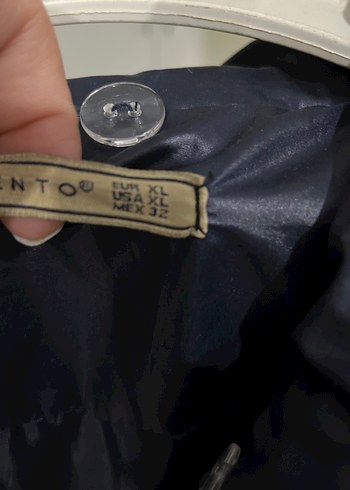 ENTO®
EUR XL
USA XL
MEX 32